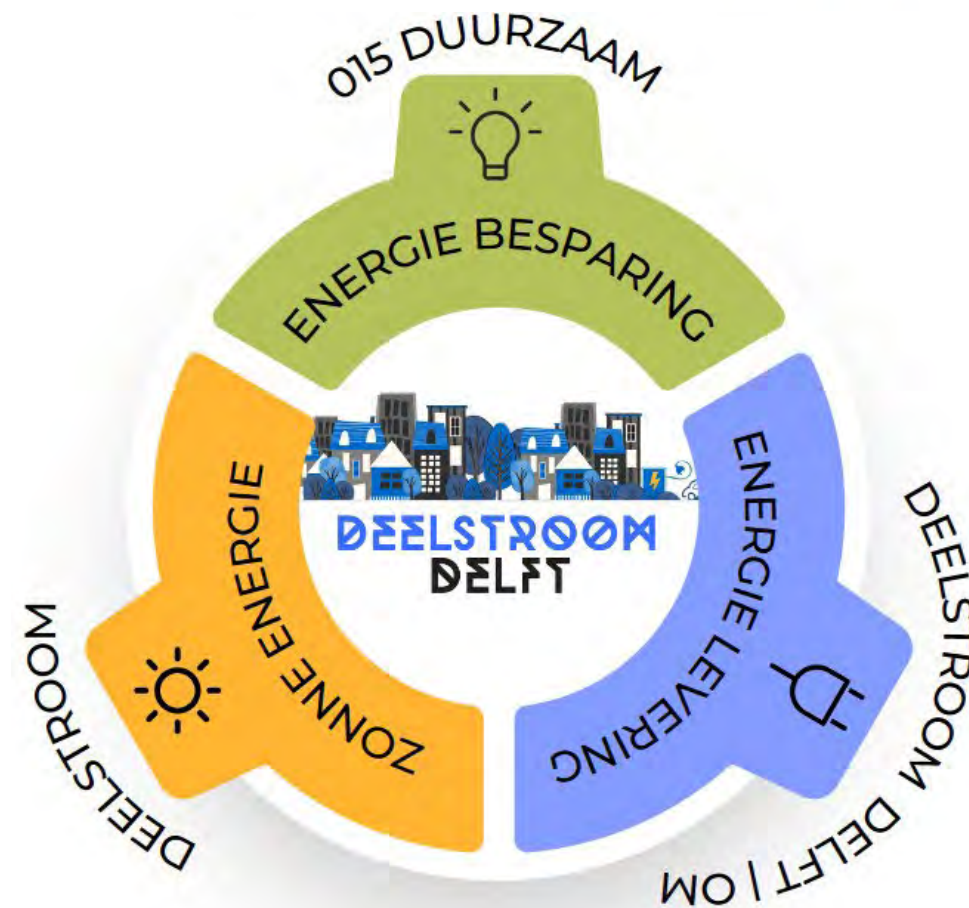 015 DUURZAAM
ENERGIE BESPARING
ZONNE ENERGIE
DEELSTROOM
DEELSTROOM
DELFT
ENERGIE LEVERING
DEELSTROOM DELFT | OM